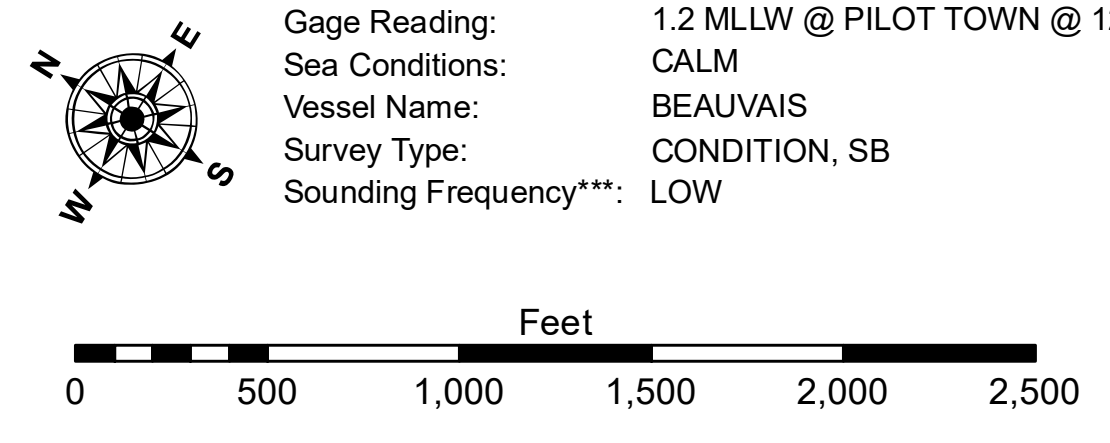 N
E
S
W
Gage Reading: 1.2 MLLW @ PILOT TOWN @
Sea Conditions: CALM
Vessel Name: BEAUVAIS
Survey Type: CONDITION, SB
Sounding Frequency***: LOW
Feet
0 500 1,000 1,500 2,000 2,500